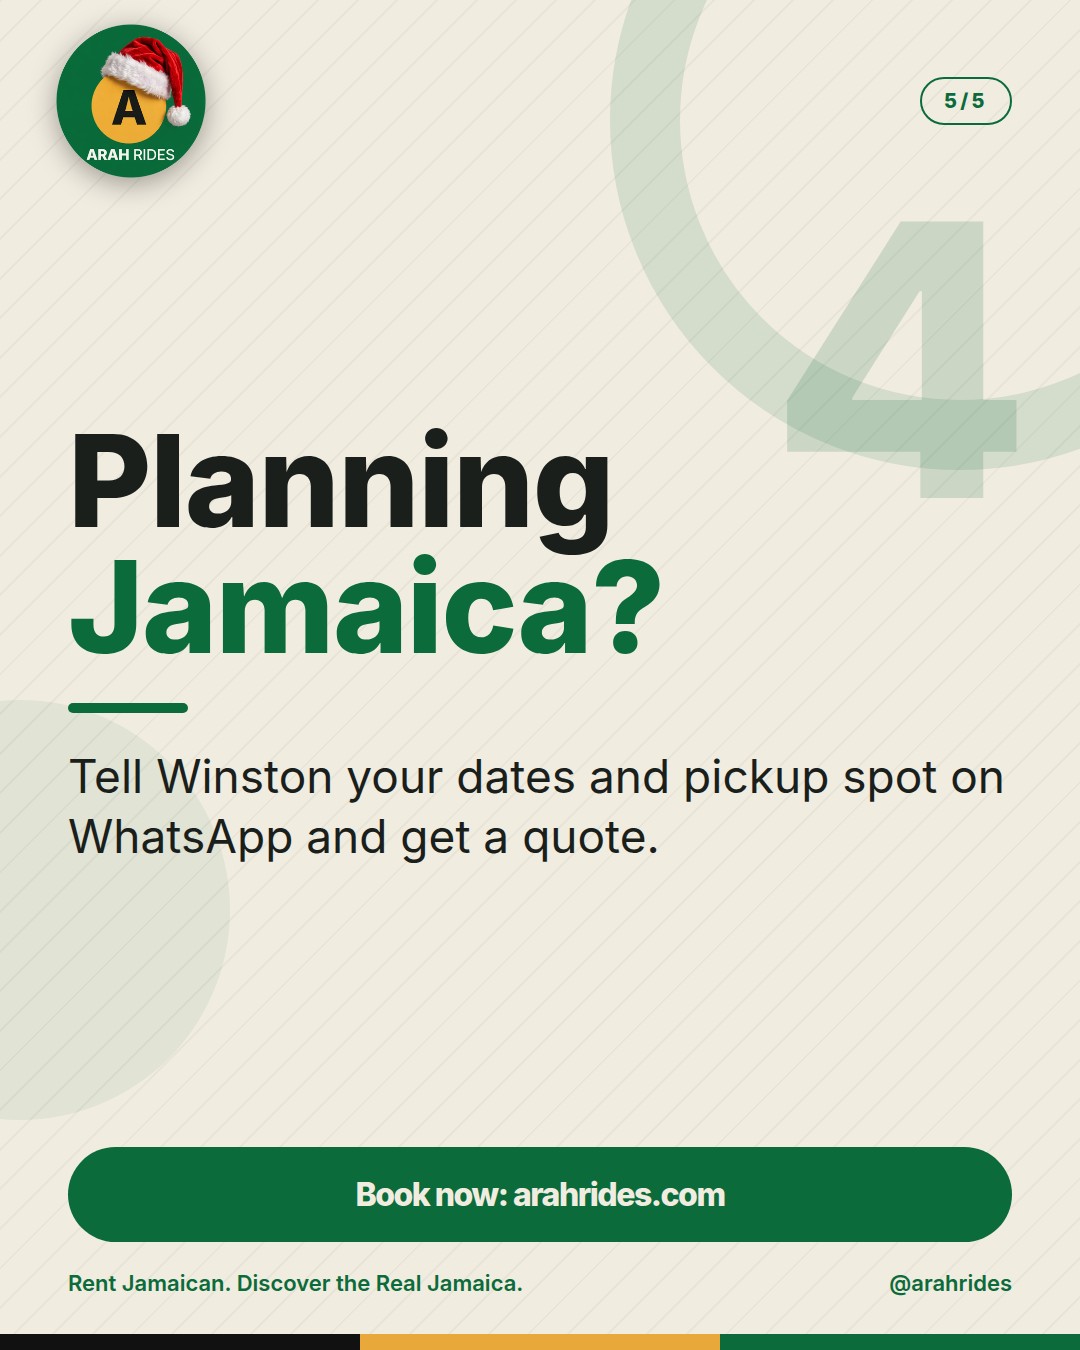 A
ARAH RIDES
5/5
4
Planning
Jamaica?
Tell Winston your dates and pickup spot on
WhatsApp and get a quote.
Book now: arahrides.com
Rent Jamaican. Discover the Real Jamaica.
@arahrides